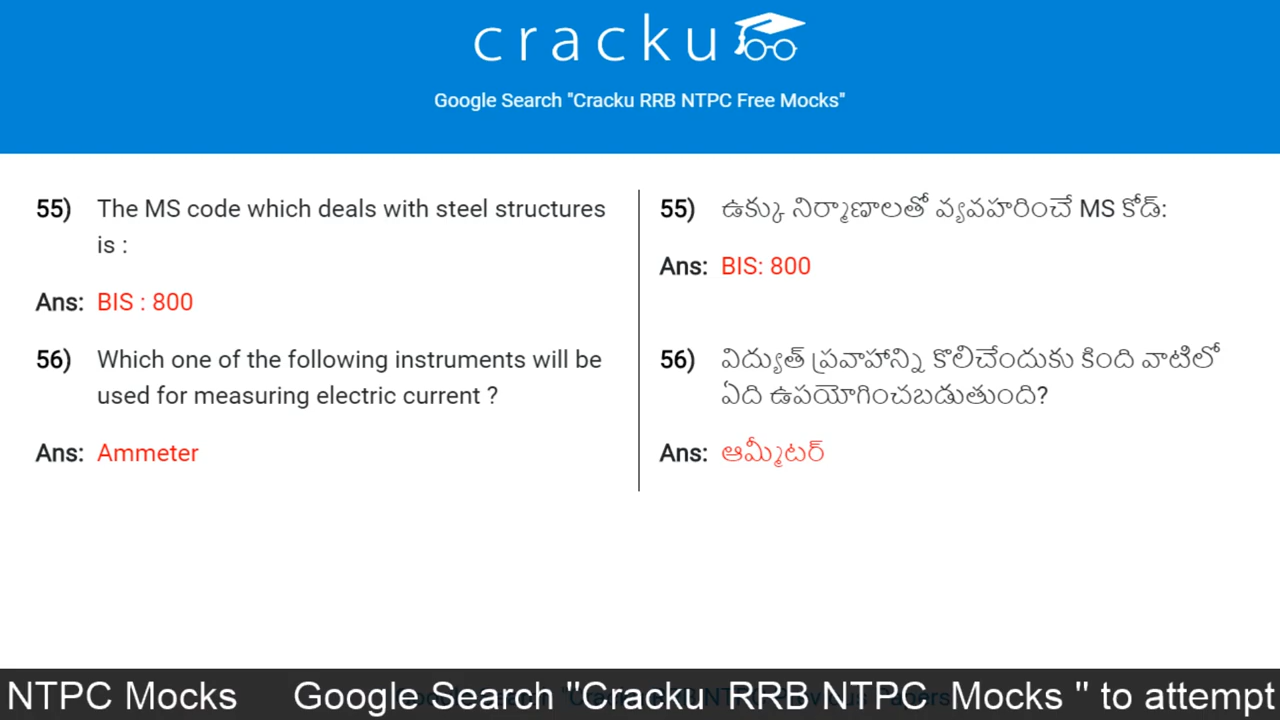 cracku
Google Search "Cracku RRB NTPC Free Mocks"
55) The MS code which deals with steel structures
is :
Ans: BIS : 800
56) Which one of the following instruments will be
used for measuring electric current ?
Ans: Ammeter
55) ఉక్కు నిర్మాణాలతో వ్యవహరించే MS కోడ్:
Ans: BIS: 800
56) విద్యుత్ ప్రవాహాన్ని కొలిచేందుకు కింది వాటిలో
ఏది ఉపయోగించబడుతుంది?
Ans: ఆమ్మీటర్
NTPC Mocks Google Search "Cracku RRB NTPC Mocks " to attempt